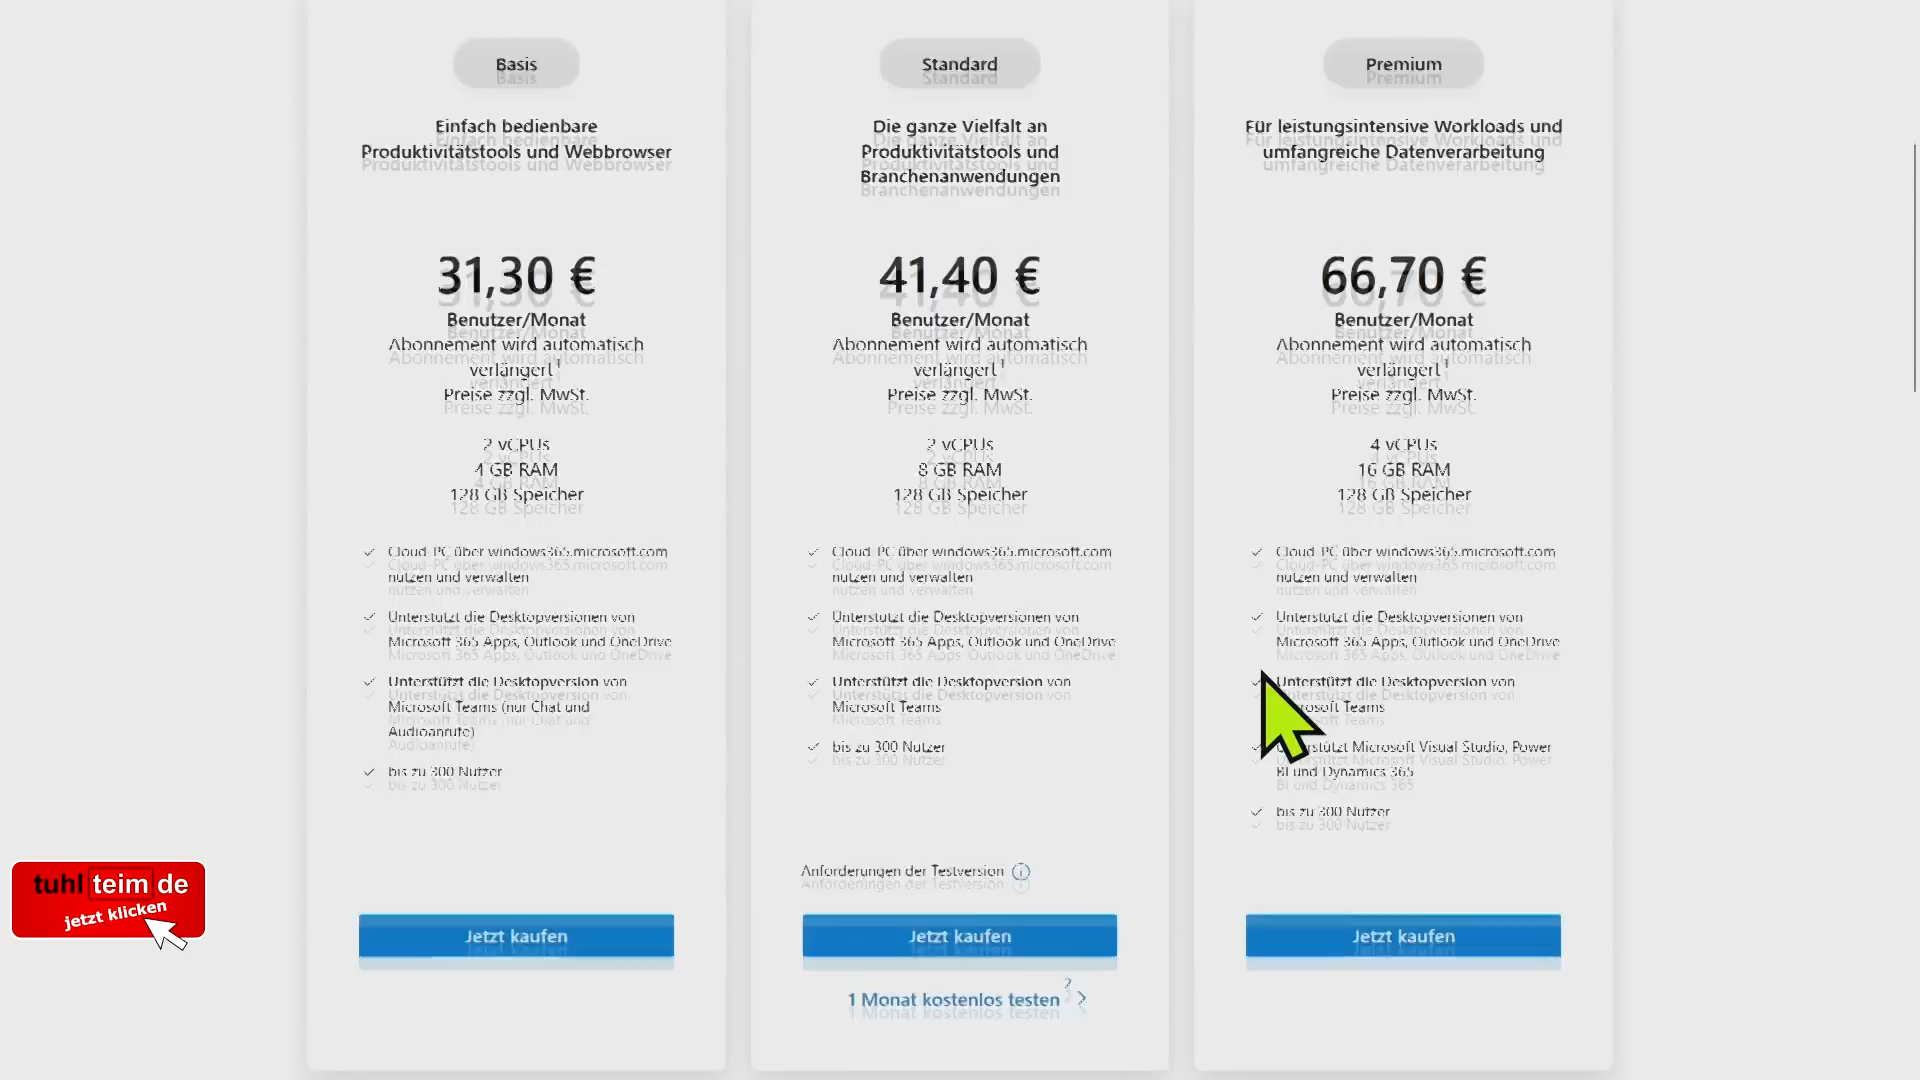 Basis
Einfach bedienbare
Produktivitätstools und Webbrowser
31,30 €
Benutzer/Monat
Abonnement wird automatisch
verlängert 1
Preise zzgl. MwSt.
2 vCPUs
4 GB RAM
128 GB Speicher
Cloud-PC über windows365.microsoft.com
nutzen und verwalten
Unterstützt die Desktopversionen von
Microsoft 365 Apps, Outlook und OneDrive
Unterstützt die Desktopversion von
Microsoft Teams (nur Chat und
Audioanrufe)
bis zu 300 Nutzer
Jetzt kaufen
Standard
Die ganze Vielfalt an
Produktivitätstools und
Branchenanwendungen
41,40 €
Benutzer/Monat
Abonnement wird automatisch
verlängert 1
Preise zzgl. MwSt.
2 vCPUs
8 GB RAM
128 GB Speicher
Cloud-PC über windows365.microsoft.com
nutzen und verwalten
Unterstützt die Desktopversionen von
Microsoft 365 Apps, Outlook und OneDrive
Unterstützt die Desktopversion von
Microsoft Teams
bis zu 300 Nutzer
Anforderungen der Testversion
Jetzt kaufen
1 Monat kostenlos testen 2
Premium
Für leistungsintensive Workloads und
umfangreiche Datenverarbeitung
66,70 €
Benutzer/Monat
Abonnement wird automatisch
verlängert 1
Preise zzgl. MwSt.
4 vCPUs
16 GB RAM
128 GB Speicher
Cloud-PC über windows365.microsoft.com
nutzen und verwalten
Unterstützt die Desktopversionen von
Microsoft 365 Apps, Outlook und OneDrive
Unterstützt die Desktopversion von
rosoft Teams
stützt Microsoft Visual Studio, Power
BI und Dynamics 365
bis zu 300 Nutzer
Jetzt kaufen
tuhl teim de
jetzt klicken